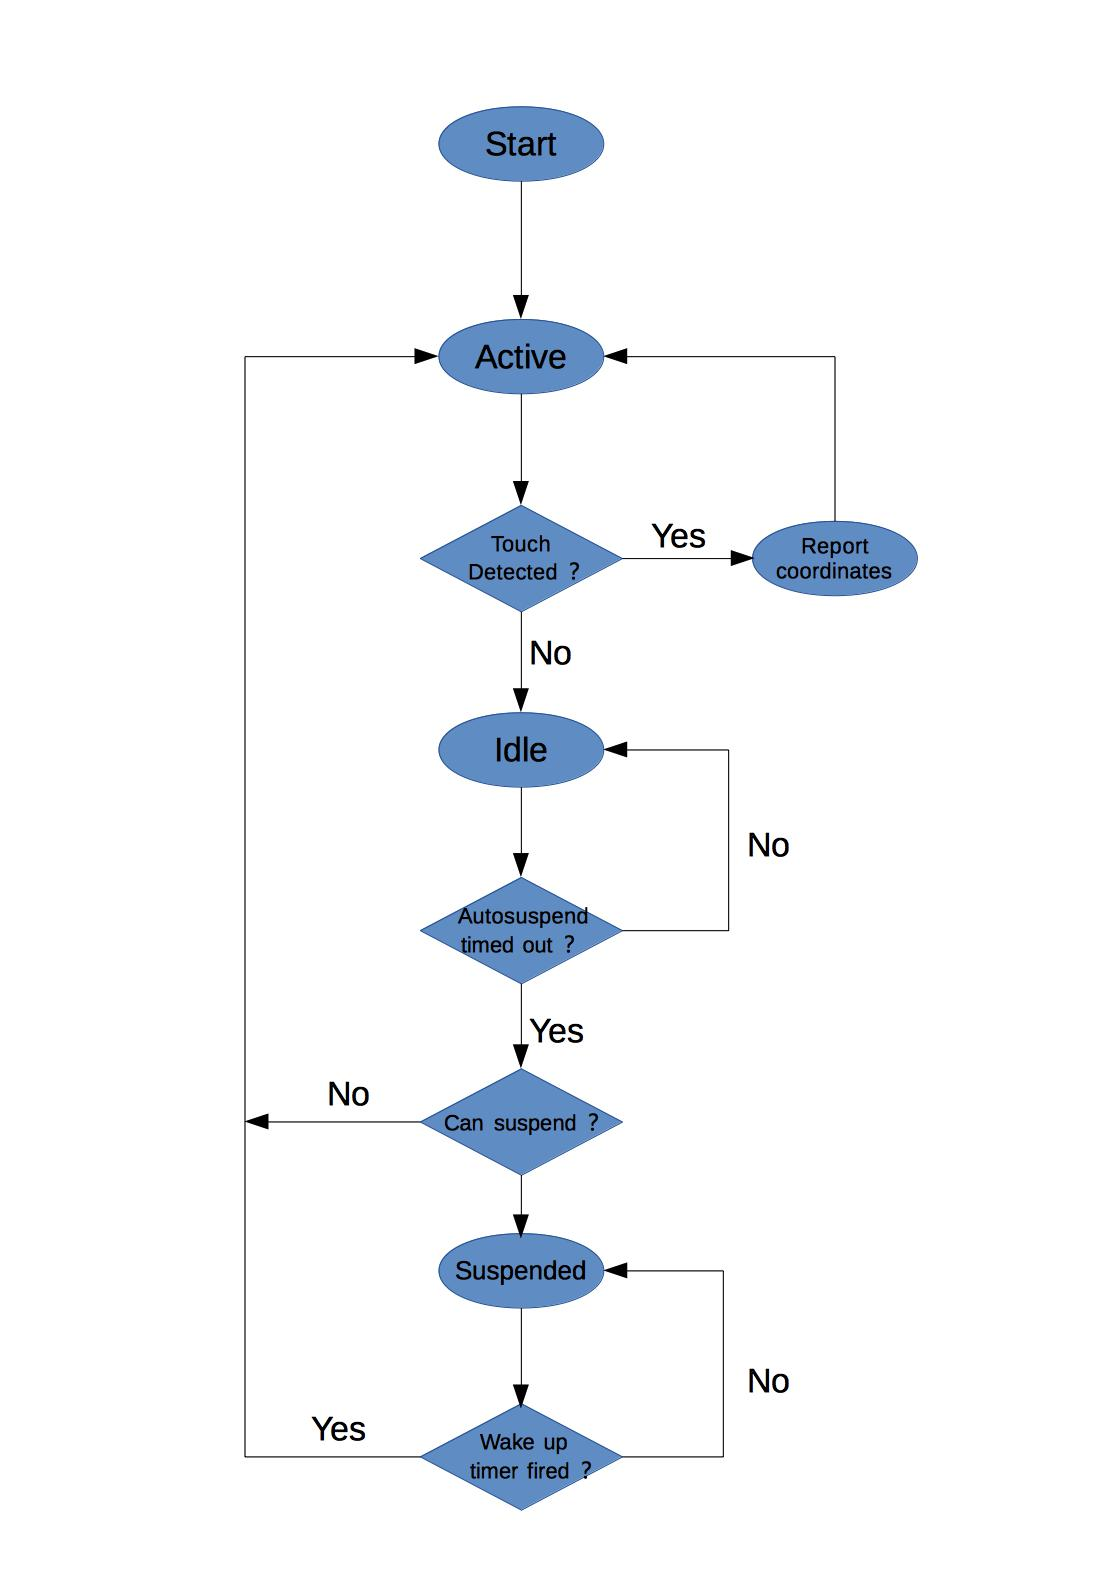 Start
Active
Touch
Detected ?
Yes
Report
coordinates
No
Idle
No
Autosuspend
timed out ?
Yes
No
Can suspend ?
Suspended
No
Yes
Wake up
timer fired ?